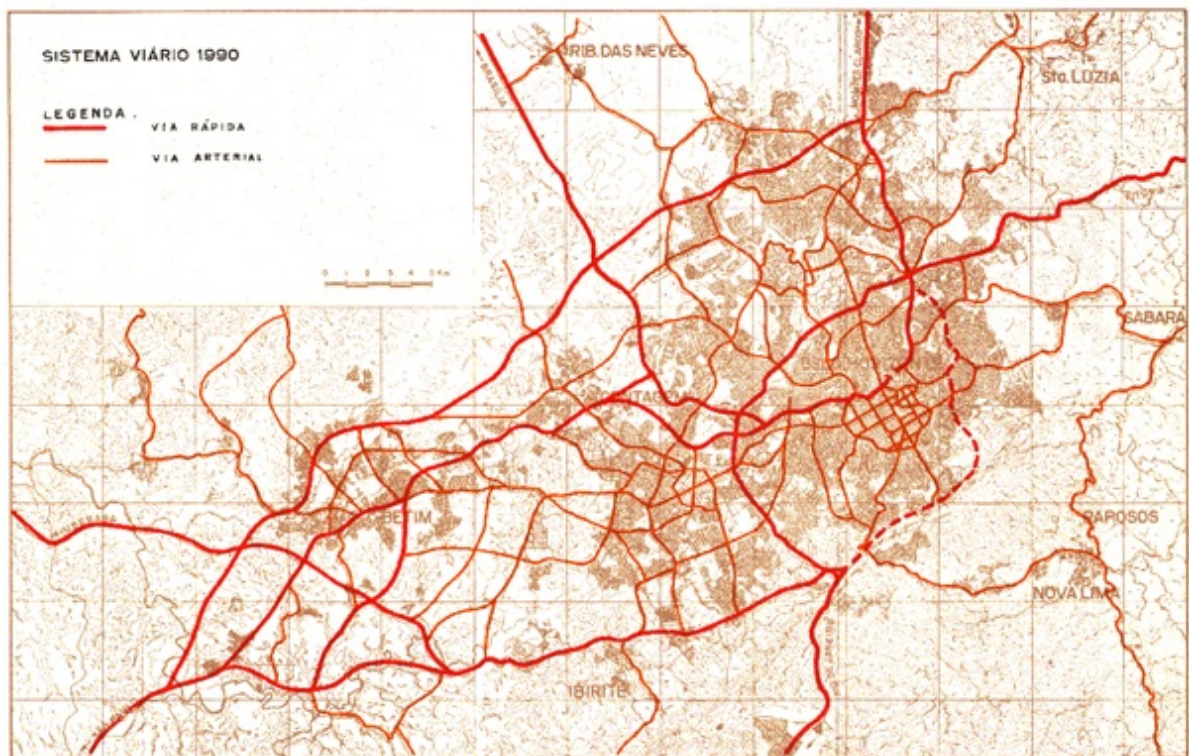 SISTEMA VIÁRIO 1990
LEGENDA.
VIA RÁPIDA
VIA ARTERIAL
RIB. DAS NEVES
Sta. LUZIA
BRASÍLIA
SABARÁ
BETIM
RAPOSOS
NOVA LIMA
IBIRITÉ